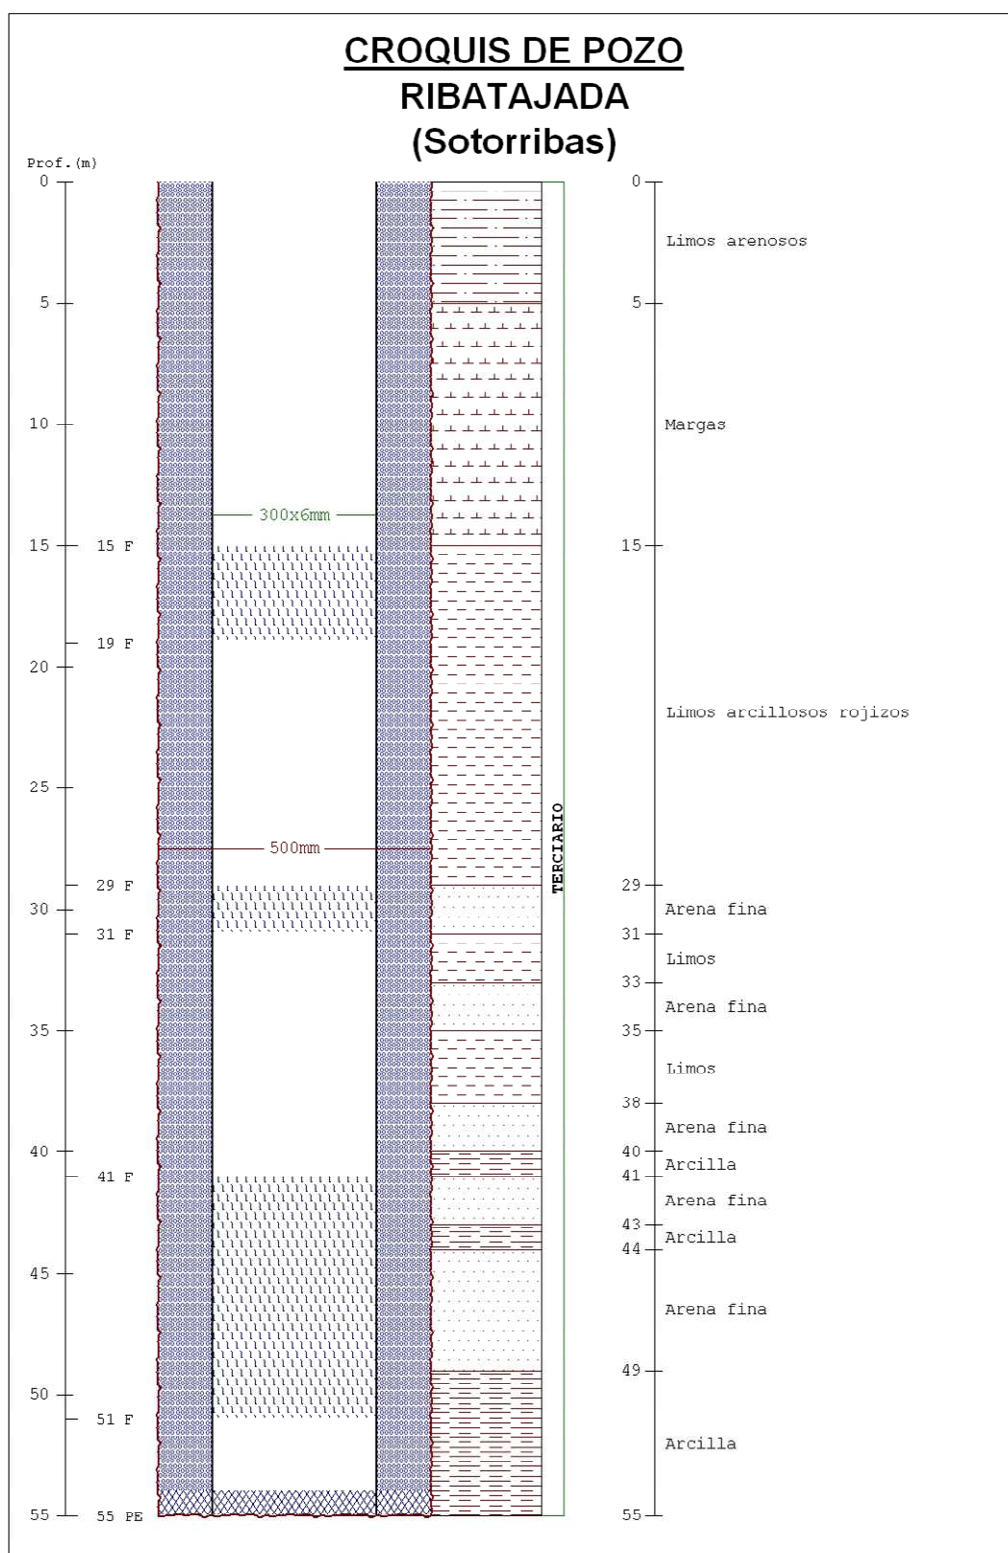 CROQUIS DE POZO
RIBATAJADA
(Sotorribas)
Prof.(m)
0
5
10
15
15 F
19 F
20
25
29 F
30
31 F
35
40
41 F
45
50
51 F
55
55 PE
300x6mm
500mm
TERCIARIO
0
Limos arenosos
5
Margas
15
Limos arcillosos rojizos
29
Arena fina
31
Limos
33
Arena fina
35
Limos
38
Arena fina
40
Arcilla
41
Arena fina
43
Arcilla
44
Arena fina
49
Arcilla
55